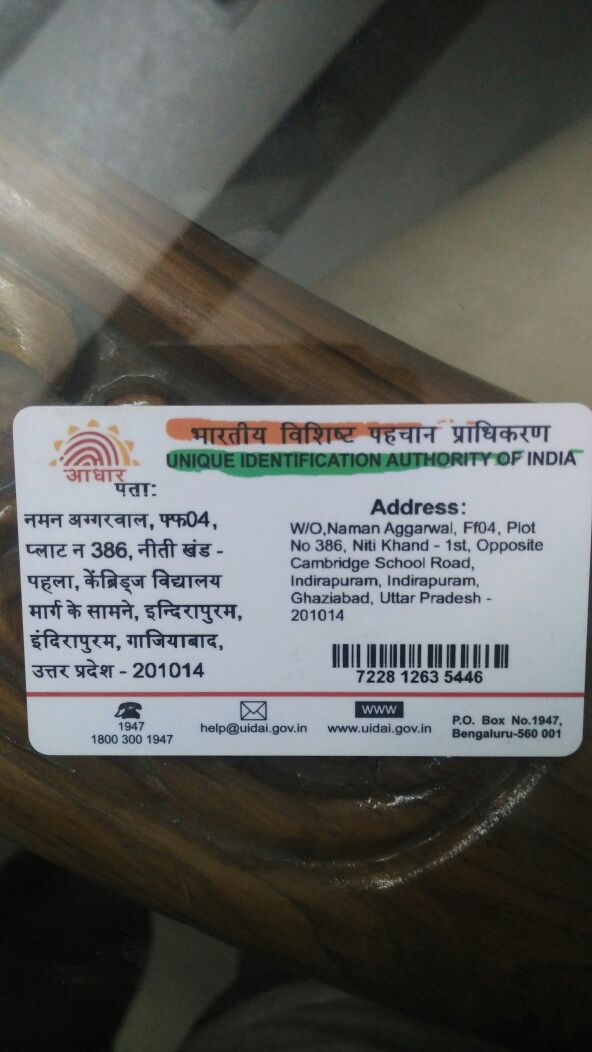 भारतीय विशिष्ट पहचान प्राधिकरण
UNIQUE IDENTIFICATION AUTHORITY OF INDIA
आधार
पता:
नमन अग्गरवाल, फ्फ04,
प्लाट न 386, नीती खंड -
पहला, केंब्रिड्ज विद्यालय
मार्ग के सामने, इन्दिरापुरम,
इंदिरापुरम, गाजियाबाद,
उत्तर प्रदेश - 201014
Address:
W/O,Naman Aggarwal, Ff04, Plot
No 386, Niti Khand - 1st, Opposite
Cambridge School Road,
Indirapuram, Indirapuram,
Ghaziabad, Uttar Pradesh -
201014
7228 1263 5446
1947
1800 300 1947
help@uidai.gov.in
www
www.uidai.gov.in
P.O. Box No.1947,
Bengaluru-560 001